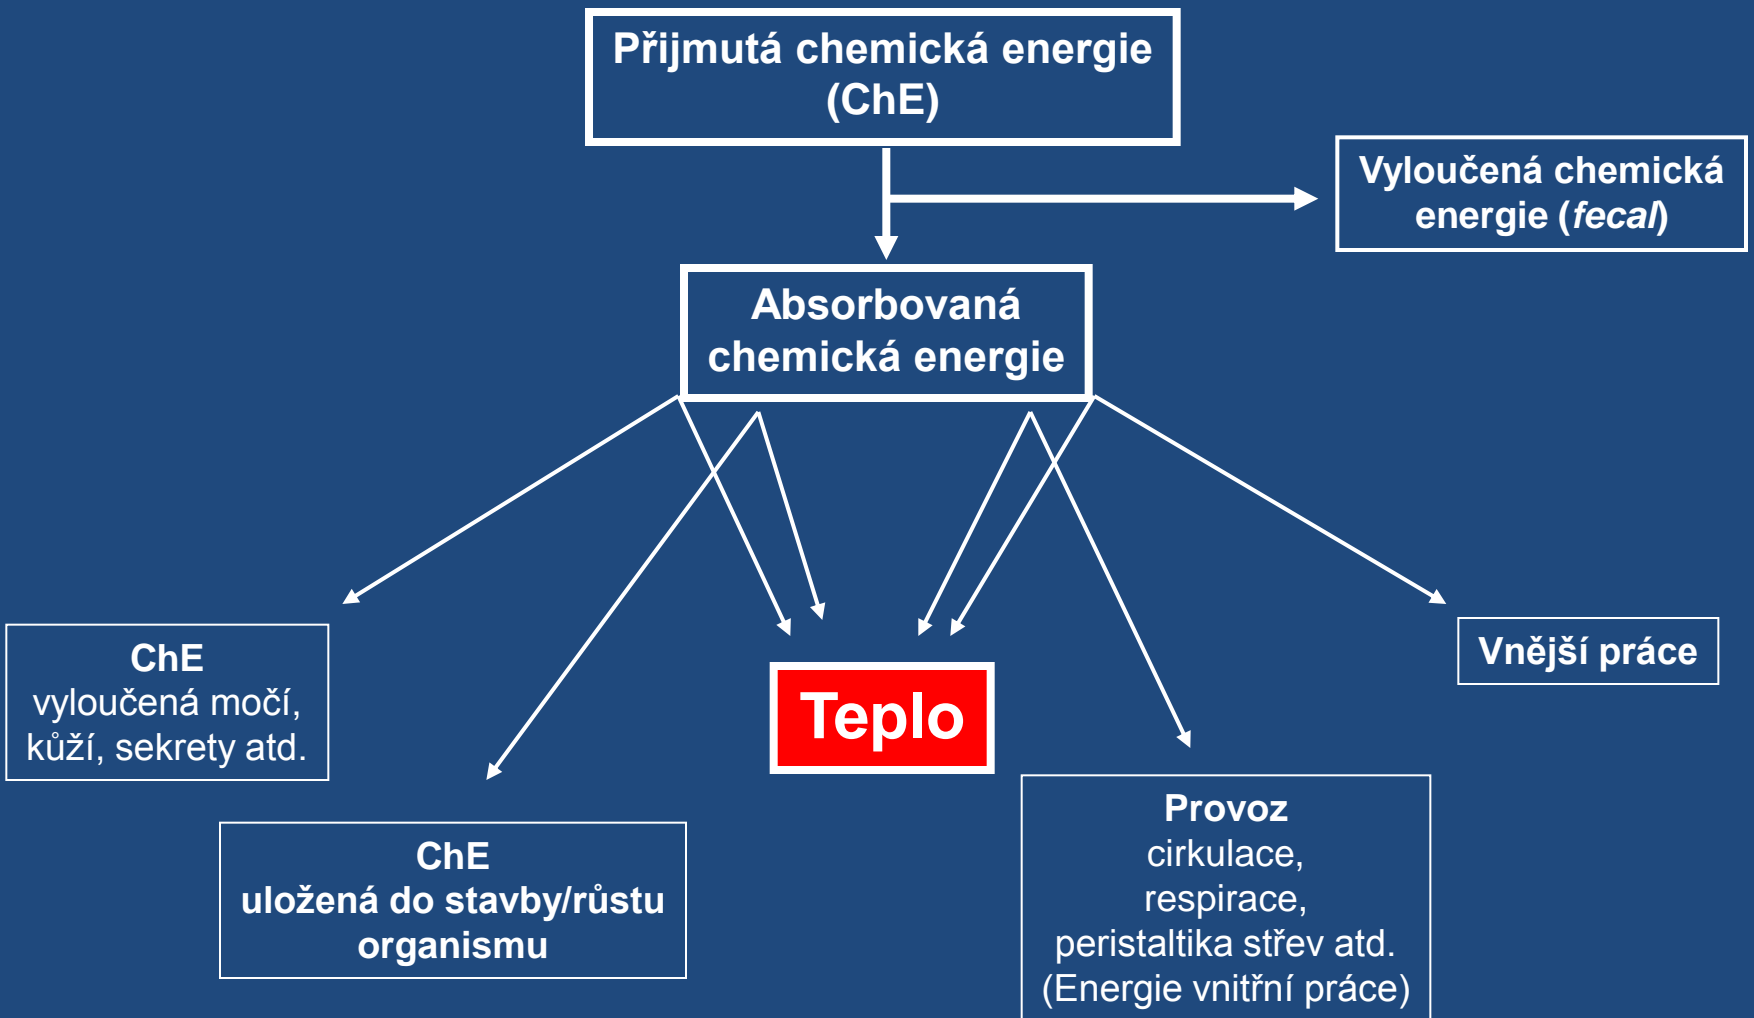 Přijmutá chemická energie
(ChE)
Vyloučená chemická
energie (fecal)
Absorbovaná
chemická energie
ChE
vyloučená močí,
kůží, sekrety atd.
ChE
uložená do stavby/růstu
organismu
Teplo
Provoz
cirkulace,
respirace,
peristaltika střev atd.
(Energie vnitřní práce)
Vnější práce